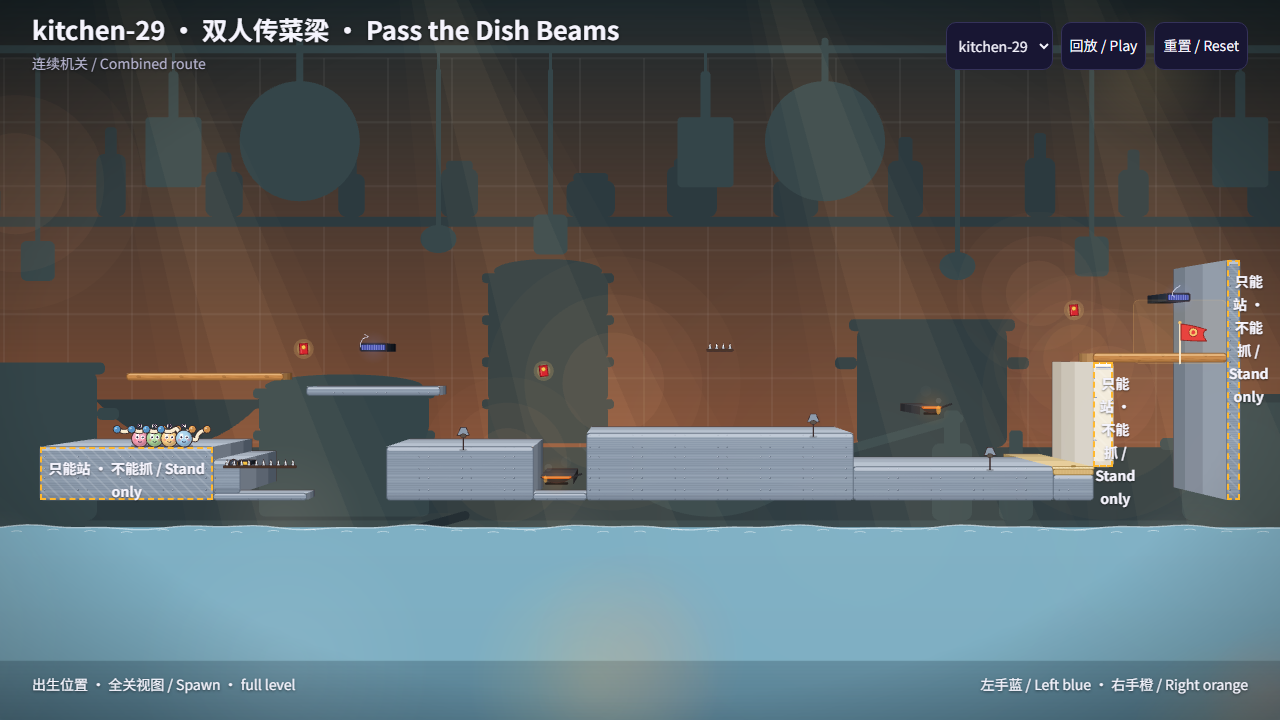 kitchen-29 · 双人传菜梁 · Pass the Dish Beams
连续机关 / Combined route
kitchen-29
回放 / Play
重置 / Reset
只能
站 ·
不能
抓 /
Stand
only
只能
站 ·
不能
抓 /
Stand
only
只能站 · 不能抓 / Stand
only
出生位置 · 全关视图 / Spawn · full level
左手蓝 / Left blue · 右手橙 / Right orange